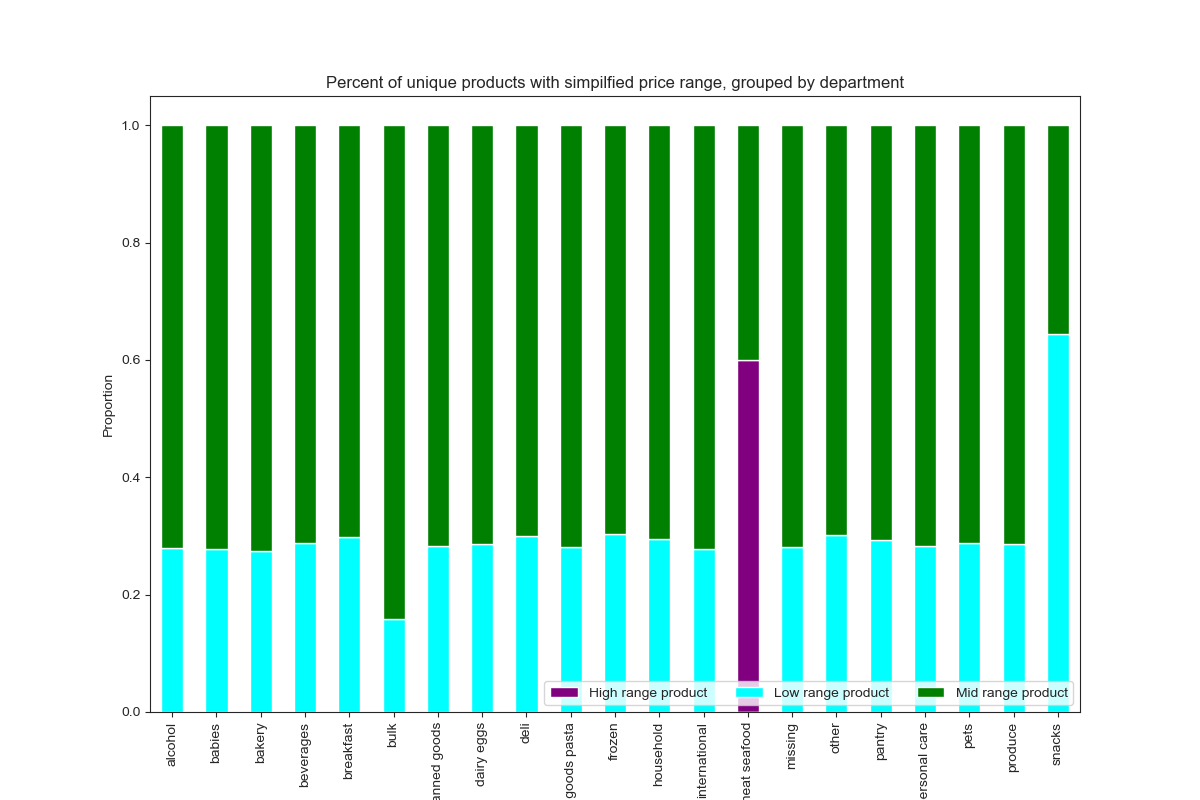 Percent of unique products with simpilfied price range, grouped by department
Proportion
1.0
0.8
0.6
0.4
0.2
0.0
High range product
Low range product
Mid range product
alcohol
babies
bakery
beverages
breakfast
bulk
anned goods
dairy eggs
deli
goods pasta
frozen
household
international
neat seafood
missing
other
pantry
ersonal care
pets
produce
snacks